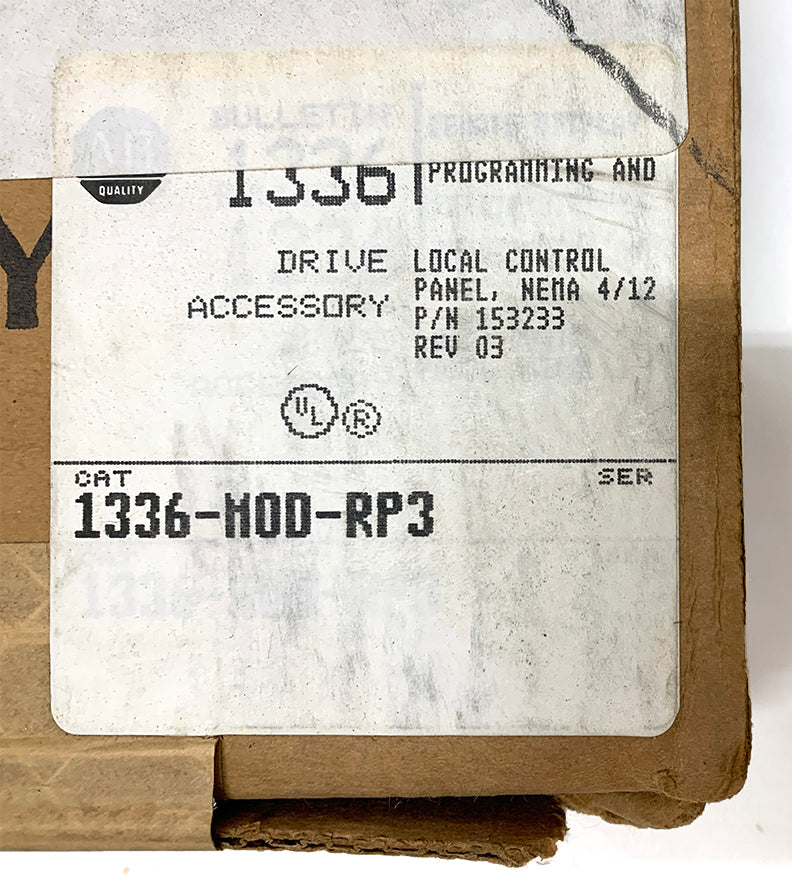 BULLETIN
1336
PROGRAMMING AND
QUALITY
DRIVE
ACCESSORY
LOCAL CONTROL
PANEL, NEMA 4/12
P/N 153233
REV 03
UL R
CAT
SER
1336-MOD-RP3
Y